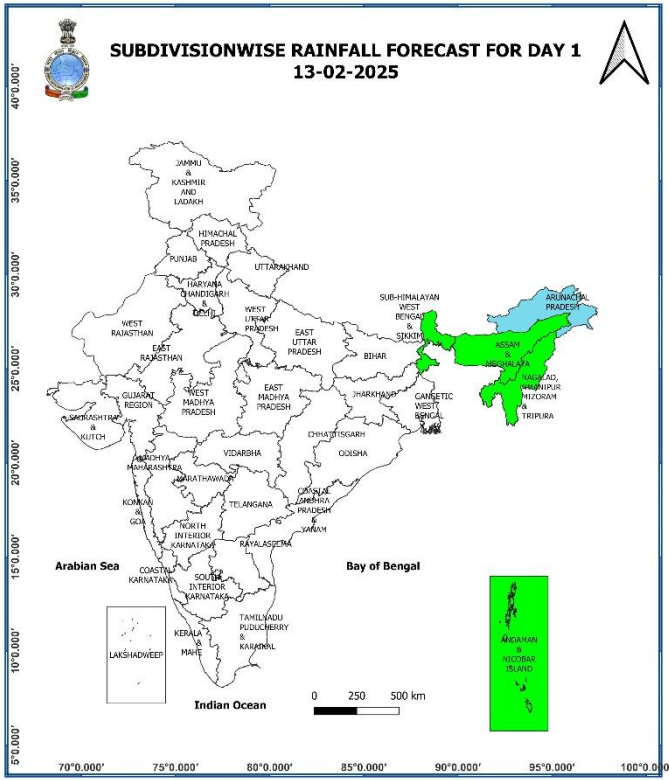 SUBDIVISIONWISE RAINFALL FORECAST FOR DAY 1
13-02-2025
40°0.000'
35°0.000'
30°0.000'
25°0.000'
20°0.000'
15°0.000'
10°0.000'
5°0.000'
JAMMU
&
KASHMIR
AND
LADAKH
HIMACHAL
PRADESH
PUNJAB
UTTARAKHAND
HARYANA
CHANDIGARH
&
DELHI
WEST
RAJASTHAN
EAST
RAJASTHAN
WEST
UTTAR
PRADESH
EAST
UTTAR
PRADESH
SUB-HIMALAYAN
WEST
BENGAL
&
SIKKIM
ARUNACHAL
PRADESH
ASSAM
&
MEGHALAYA
NAGALAD,
MANIPUR
MIZORAM
&
TRIPURA
BIHAR
JHARKHAND
GANGETIC
WEST
BENGAL
GUJARAT
REGION
SAURASHTRA
&
KUTCH
WEST
MADHYA
PRADESH
EAST
MADHYA
PRADESH
CHHATTISGARH
ODISHA
VIDARBHA
MADHYA
MAHARASHTRA
MARATHAWADA
KONKAN
&
GOA
TELANGANA
COASTAL
ANDHRA
PRADESH
&
YANAM
NORTH
INTERIOR
KARNATAKA
RAYALASEEMA
COASTAL
KARNATAKA
SOUTH
INTERIOR
KARNATAKA
Arabian Sea
Bay of Bengal
LAKSHADWEEP
KERALA
&
MAHE
TAMILNADU
PUDUCHERRY
&
KARAIKAL
ANDAMAN
&
NICOBAR
ISLAND
Indian Ocean
0 250 500 km
70°0.000' 75°0.000' 80°0.000' 85°0.000' 90°0.000' 95°0.000' 100°0.000